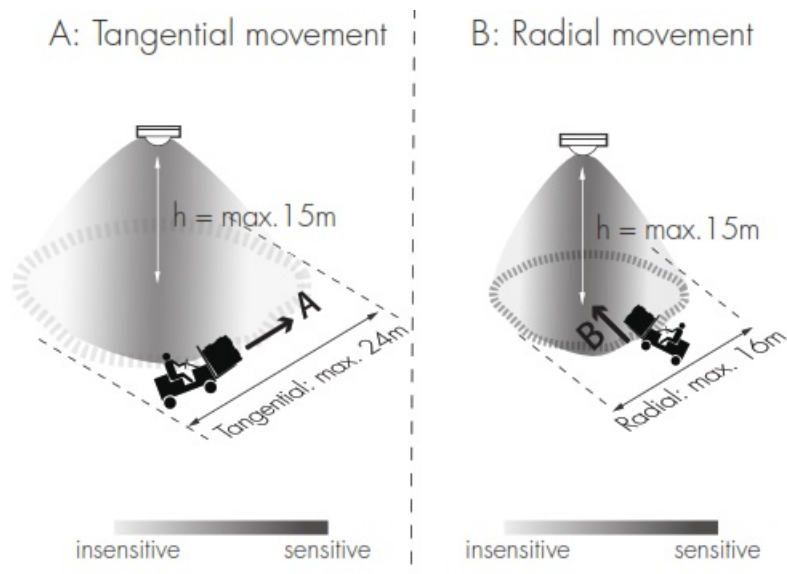 A: Tangential movement
h = max.15m
A
Tangential: max. 24m
insensitive
sensitive
B: Radial movement
h = max.15m
B
Radial: max. 16m
insensitive
sensitive